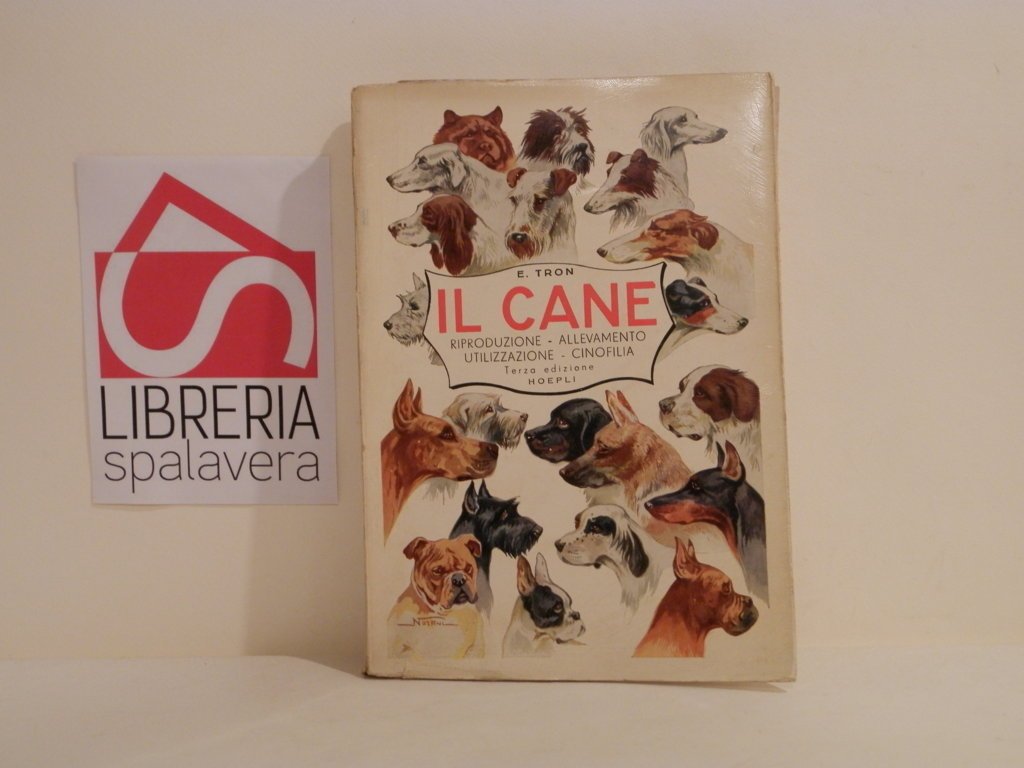 LIBRERIA
spalavera
E. TRON
IL CANE
RIPRODUZIONE - ALLEVAMENTO
UTILIZZAZIONE - CINOFILIA
Terza edizione
HOEPLI